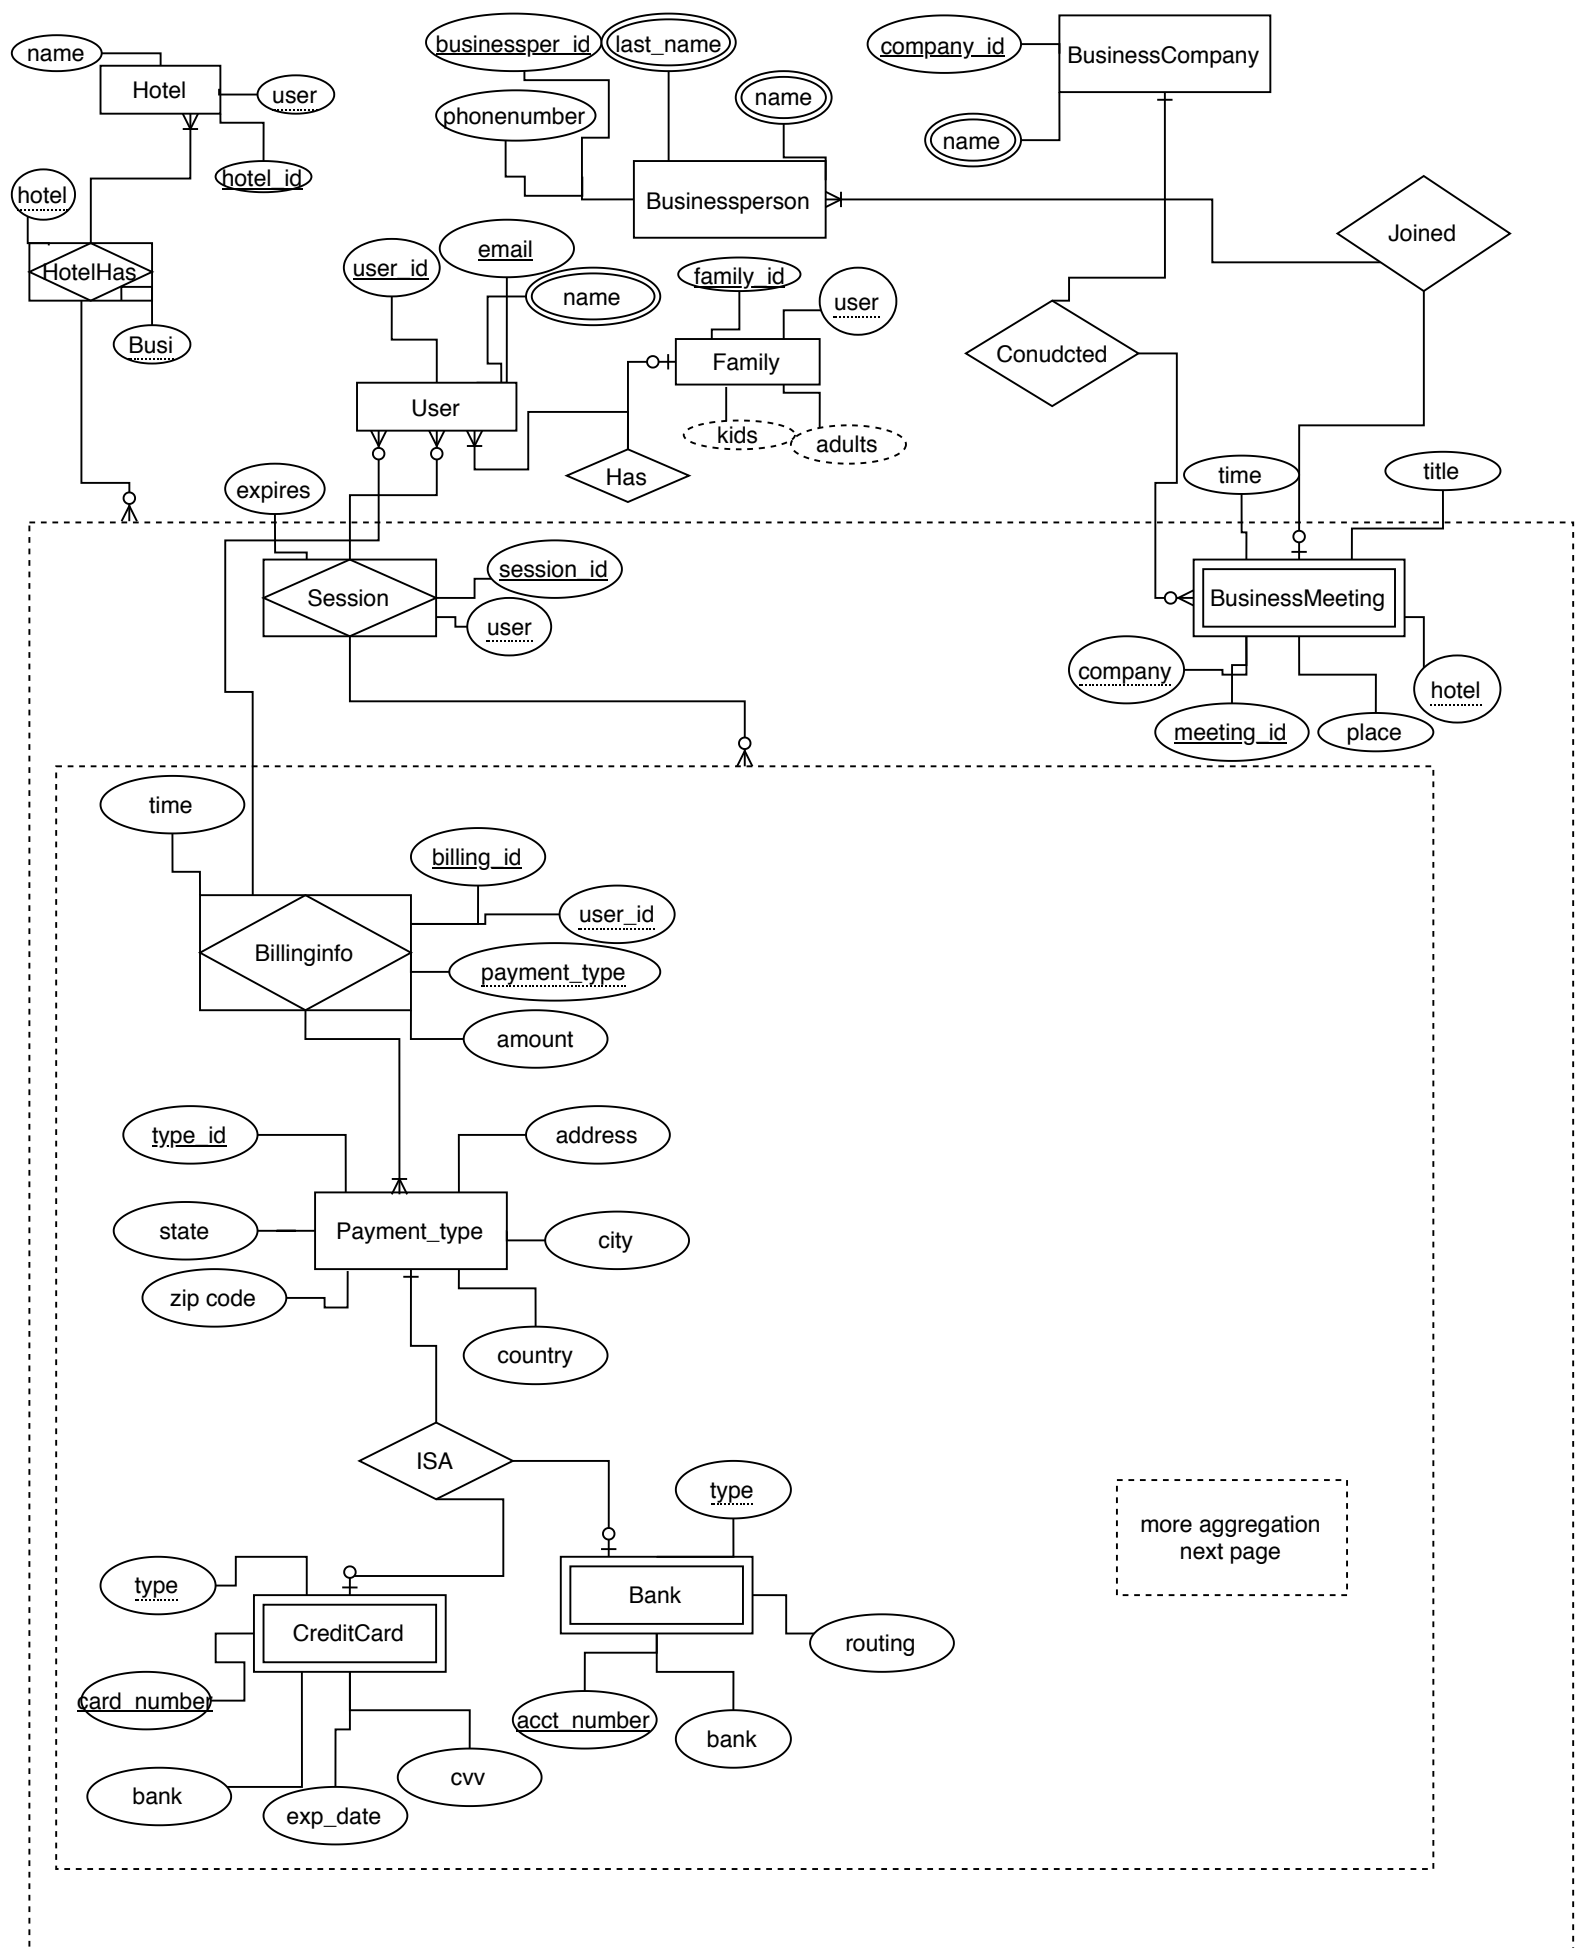 businessper_id
last_name
company_id
BusinessCompany
name
Hotel
user
name
phonenumber
name
hotel_id
hotel
Businessperson
Joined
HotelHas
user_id
email
name
family_id
user
Busi
Family
Conudcted
User
kids
adults
Has
expires
time
title
Session
session_id
user
BusinessMeeting
company
hotel
meeting_id
place
time
billing_id
user_id
Billinginfo
payment_type
amount
type_id
address
state
Payment_type
city
zip code
country
ISA
type
more aggregation
next page
type
Bank
CreditCard
routing
card_number
acct_number
bank
cvv
bank
exp_date